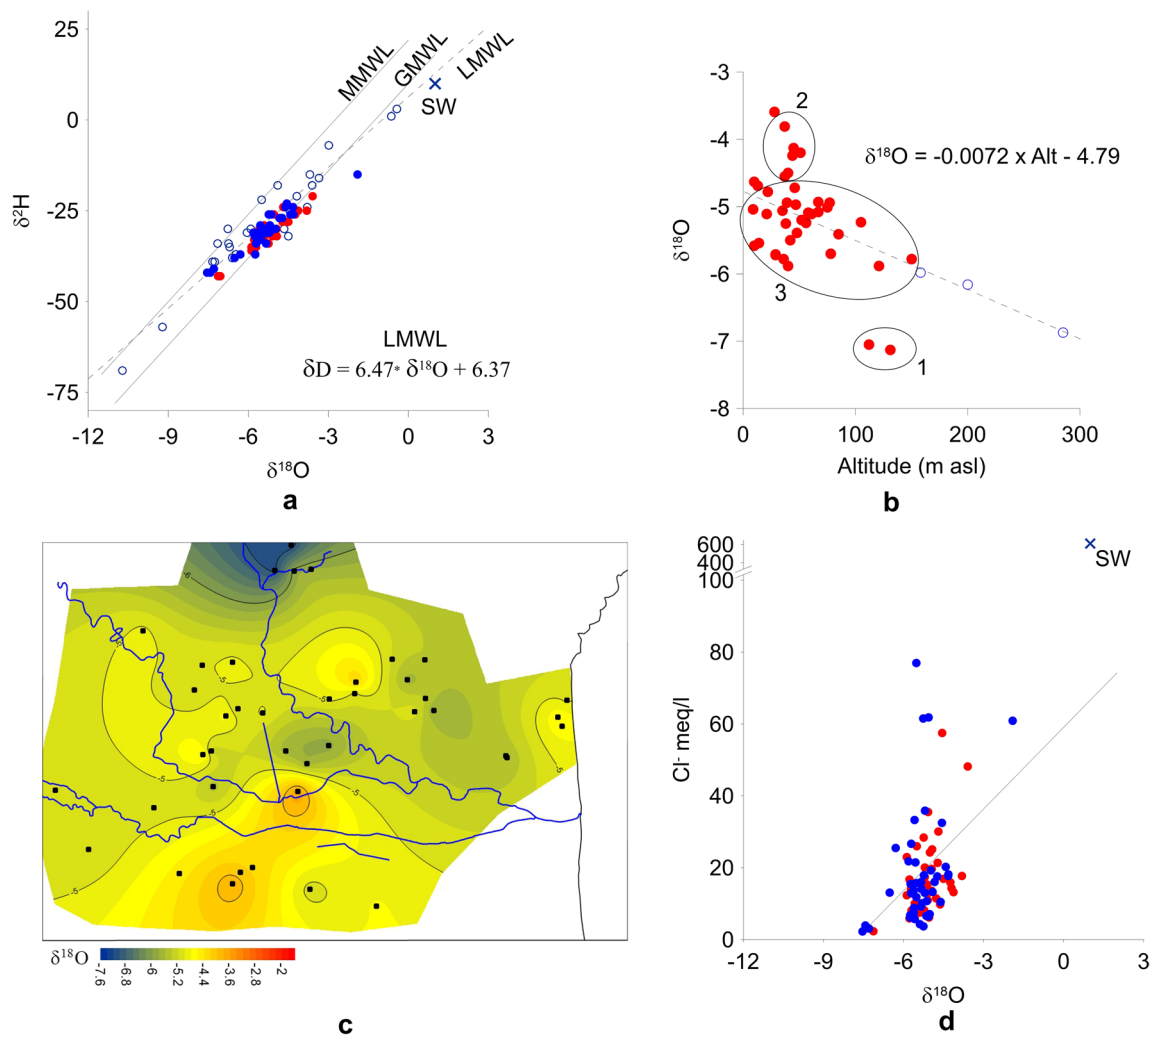 25
0
-25
-50
-75
δ²H
MMWL
GMWL
LMWL
SW
LMWL
δD = 6.47* δ¹⁸O + 6.37
-12 -9 -6 -3 0 3
δ¹⁸O
a
-3
-4
-5
-6
-7
-8
δ¹⁸O
2
δ¹⁸O = -0.0072 x Alt - 4.79
3
1
0 100 200 300
Altitude (m asl)
b
-6
-5
-5
-5
-5
-5
-5
δ¹⁸O
-7.6 -6.8 -6 -5.2 -4.4 -3.6 -2.8 -2
c
600
400
100
80
60
40
20
0
Cl⁻ meq/l
SW
-12 -9 -6 -3 0 3
δ¹⁸O
d